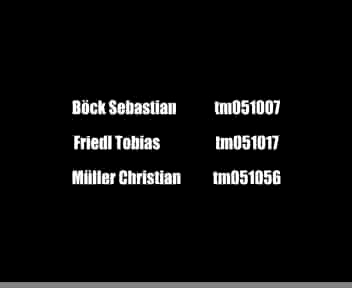 Böck Sebastian tm051007
Friedl Tobias tm051017
Müller Christian tm051056